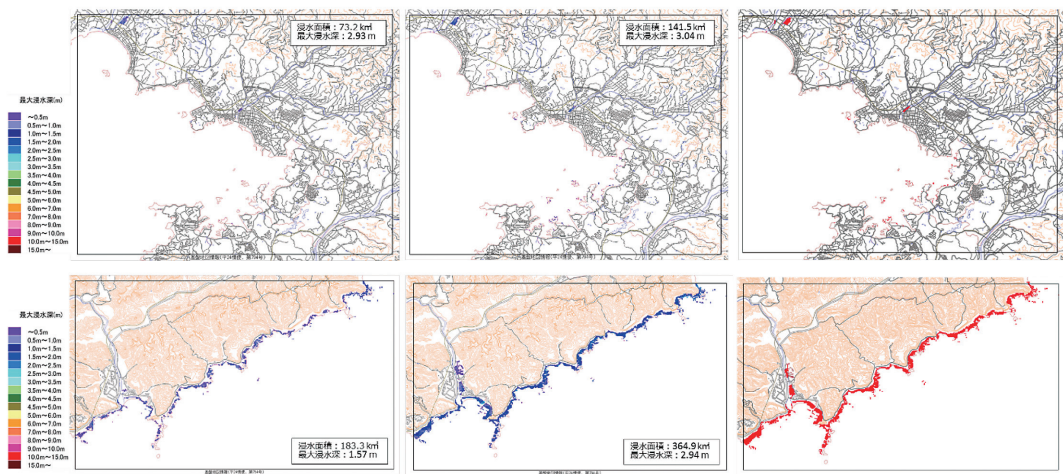 浸水面積：73.2 k㎡
最大浸水深：2.93 m
浸水面積：141.5 k㎡
最大浸水深：3.04 m
最大浸水深(m)
～0.5m
0.5m～1.0m
1.0m～1.5m
1.5m～2.0m
2.0m～2.5m
2.5m～3.0m
3.0m～3.5m
3.5m～4.0m
4.0m～4.5m
4.5m～5.0m
5.0m～6.0m
6.0m～7.0m
7.0m～8.0m
8.0m～9.0m
9.0m～10.0m
10.0m～15.0m
15.0m～
最大浸水深(m)
～0.5m
0.5m～1.0m
1.0m～1.5m
1.5m～2.0m
2.0m～2.5m
2.5m～3.0m
3.0m～3.5m
3.5m～4.0m
4.0m～4.5m
4.5m～5.0m
5.0m～6.0m
6.0m～7.0m
7.0m～8.0m
8.0m～9.0m
9.0m～10.0m
10.0m～15.0m
15.0m～
浸水面積：183.3 k㎡
最大浸水深：1.57 m
浸水面積：364.9 k㎡
最大浸水深：2.94 m